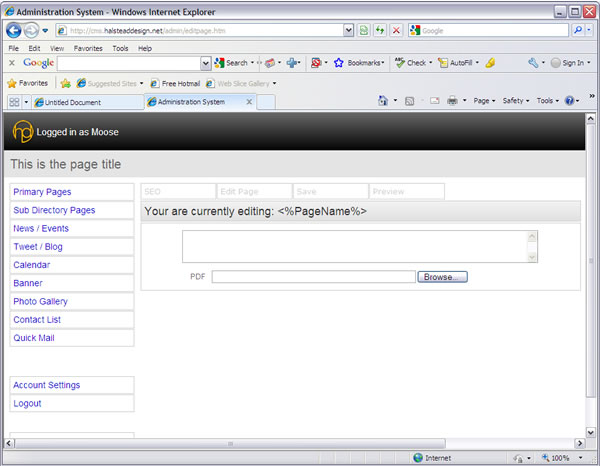 Administration System - Windows Internet Explorer
http://cms.halsteaddesign.net/admin/editpage.htm
Google
File Edit View Favorites Tools Help
x Google Search Bookmarks Check AutoFill Sign In
Favorites Suggested Sites Free Hotmail Web Slice Gallery
Untitled Document Administration System x
Page Safety Tools
hd Logged in as Moose
This is the page title
Primary Pages
Sub Directory Pages
News / Events
Tweet / Blog
Calendar
Banner
Photo Gallery
Contact List
Quick Mail
Account Settings
Logout
SEO Edit Page Save Preview
Your are currently editing: <%PageName%>
PDF Browse...
Internet 100%